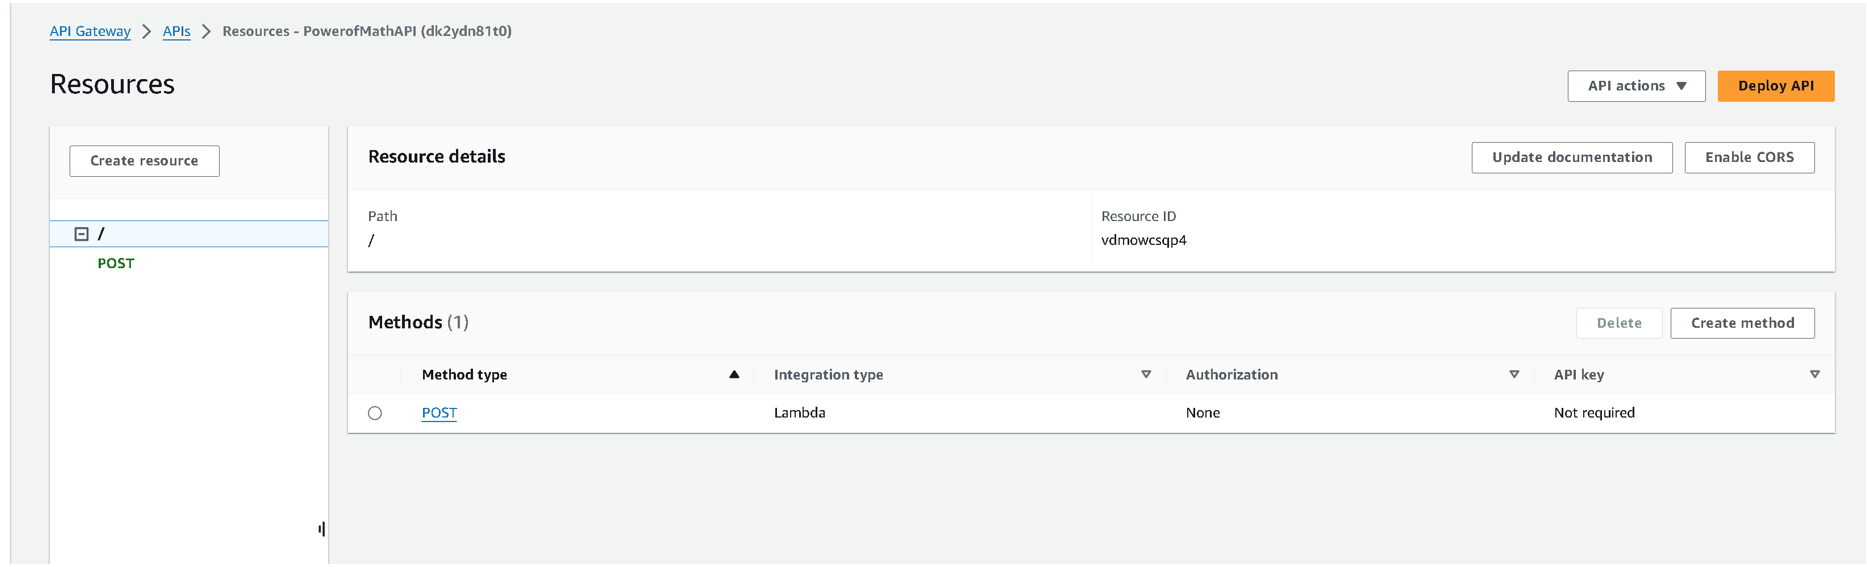 API Gateway > APIs > Resources - PowerofMathAPI (dk2ydn81t0)
Resources
API actions ▼
Deploy API
Create resource
/
POST
Resource details
Update documentation
Enable CORS
Path
/
Resource ID
vdmowcsqp4
Methods (1)
Delete
Create method
Method type Integration type Authorization API key
POST Lambda None Not required